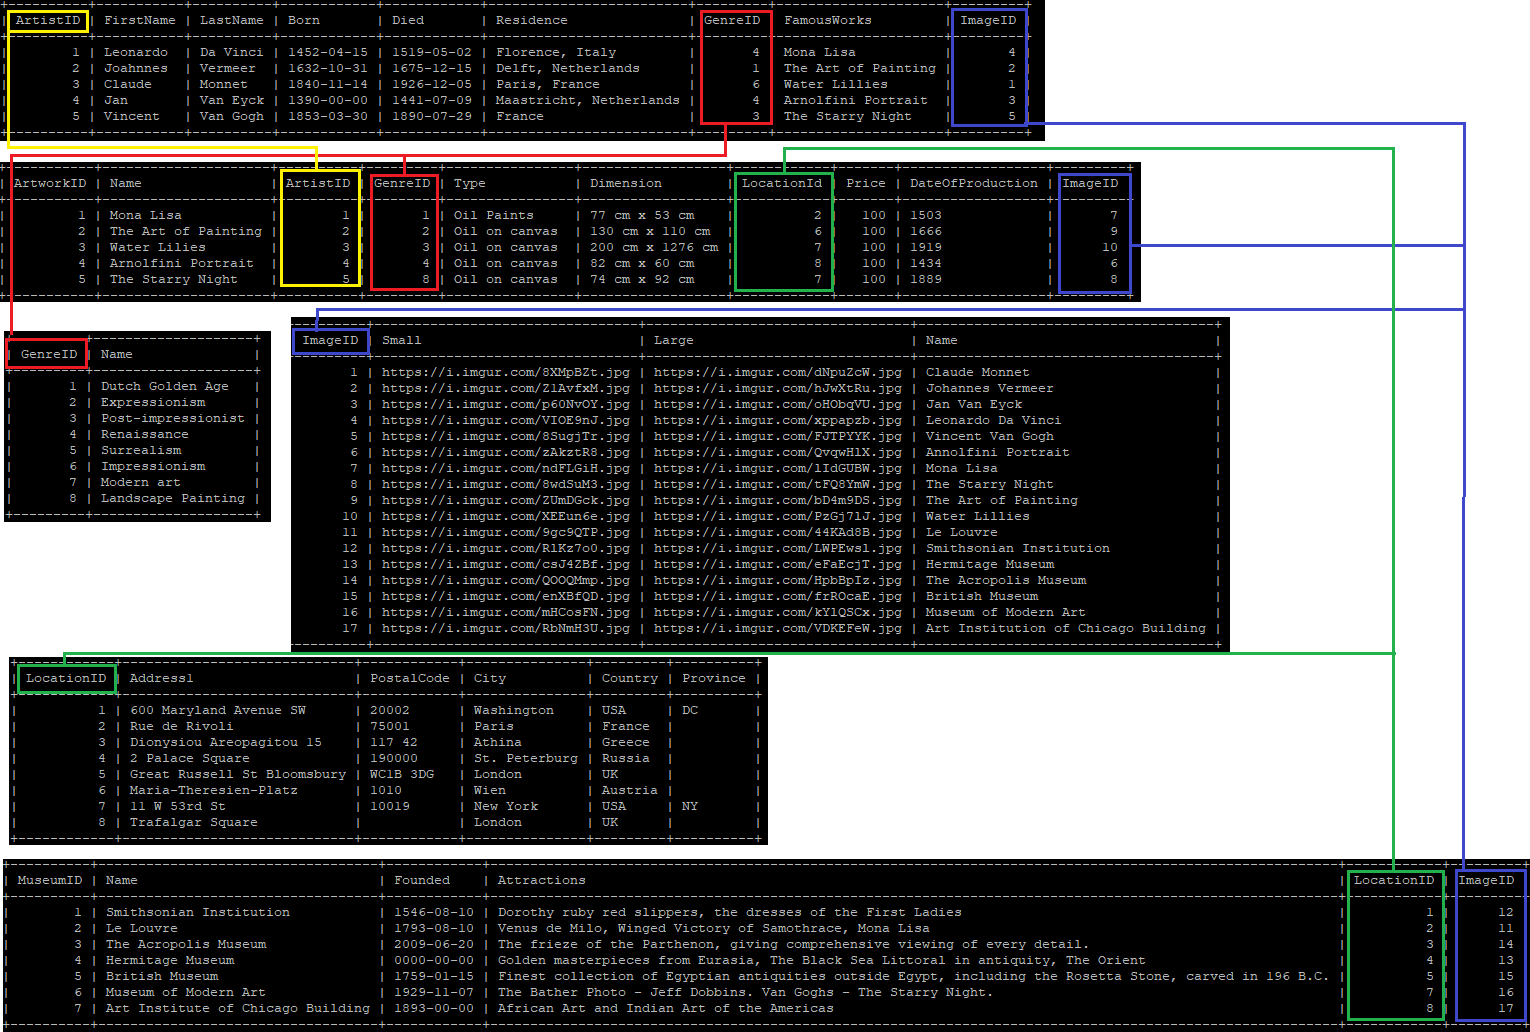 ArtistID | FirstName | LastName | Born | Died | Residence | GenreID | FamousWorks | ImageID
1 | Leonardo | Da Vinci | 1452-04-15 | 1519-05-02 | Florence, Italy | 4 | Mona Lisa | 4
2 | Joahnnes | Vermeer | 1632-10-31 | 1675-12-15 | Delft, Netherlands | 1 | The Art of Painting | 2
3 | Claude | Monnet | 1840-11-14 | 1926-12-05 | Paris, France | 6 | Water Lillies | 1
4 | Jan | Van Eyck | 1390-00-00 | 1441-07-09 | Maastricht, Netherlands | 4 | Arnolfini Portrait | 3
5 | Vincent | Van Gogh | 1853-03-30 | 1890-07-29 | France | 3 | The Starry Night | 5
ArtworkID | Name | ArtistID | GenreID | Type | Dimension | LocationId | Price | DateOfProduction | ImageID
1 | Mona Lisa | 1 | 1 | Oil Paints | 77 cm x 53 cm | 2 | 100 | 1503 | 7
2 | The Art of Painting | 2 | 2 | Oil on canvas | 130 cm x 110 cm | 6 | 100 | 1666 | 9
3 | Water Lilies | 3 | 3 | Oil on canvas | 200 cm x 1276 cm | 7 | 100 | 1919 | 10
4 | Arnolfini Portrait | 4 | 4 | Oil on canvas | 82 cm x 60 cm | 8 | 100 | 1434 | 6
5 | The Starry Night | 5 | 8 | Oil on canvas | 74 cm x 92 cm | 7 | 100 | 1889 | 8
GenreID | Name
1 | Dutch Golden Age
2 | Expressionism
3 | Post-impressionist
4 | Renaissance
5 | Surrealism
6 | Impressionism
7 | Modern art
8 | Landscape Painting
ImageID | Small | Large | Name
1 | https://i.imgur.com/8XMpBZt.jpg | https://i.imgur.com/dNpuZcW.jpg | Claude Monnet
2 | https://i.imgur.com/ZlAvfxM.jpg | https://i.imgur.com/hJwXtRu.jpg | Johannes Vermeer
3 | https://i.imgur.com/p60NvOY.jpg | https://i.imgur.com/oHObqVU.jpg | Jan Van Eyck
4 | https://i.imgur.com/VIOE9nJ.jpg | https://i.imgur.com/xppapzb.jpg | Leonardo Da Vinci
5 | https://i.imgur.com/8SugjTr.jpg | https://i.imgur.com/FJTPYYK.jpg | Vincent Van Gogh
6 | https://i.imgur.com/zAkztR8.jpg | https://i.imgur.com/QvqwHlX.jpg | Annolfini Portrait
7 | https://i.imgur.com/ndFLGiH.jpg | https://i.imgur.com/lIdGUBW.jpg | Mona Lisa
8 | https://i.imgur.com/8wdSuM3.jpg | https://i.imgur.com/tFQ8YmW.jpg | The Starry Night
9 | https://i.imgur.com/ZUmDGck.jpg | https://i.imgur.com/bD4m9DS.jpg | The Art of Painting
10 | https://i.imgur.com/XEEun6e.jpg | https://i.imgur.com/PzGj7lJ.jpg | Water Lillies
11 | https://i.imgur.com/9gc9QTP.jpg | https://i.imgur.com/44KAd8B.jpg | Le Louvre
12 | https://i.imgur.com/RlKz7o0.jpg | https://i.imgur.com/LWPEwsl.jpg | Smithsonian Institution
13 | https://i.imgur.com/csJ4ZBf.jpg | https://i.imgur.com/eFaEcjT.jpg | Hermitage Museum
14 | https://i.imgur.com/QOOQMmp.jpg | https://i.imgur.com/HpbBpIz.jpg | The Acropolis Museum
15 | https://i.imgur.com/enXBfQD.jpg | https://i.imgur.com/frROcaE.jpg | British Museum
16 | https://i.imgur.com/mHCosFN.jpg | https://i.imgur.com/kYlQSCx.jpg | Museum of Modern Art
17 | https://i.imgur.com/RbNmH3U.jpg | https://i.imgur.com/VDKEFeW.jpg | Art Institution of Chicago Building
LocationID | Address1 | PostalCode | City | Country | Province
1 | 600 Maryland Avenue SW | 20002 | Washington | USA | DC
2 | Rue de Rivoli | 75001 | Paris | France |
3 | Dionysiou Areopagitou 15 | 117 42 | Athina | Greece |
4 | 2 Palace Square | 190000 | St. Peterburg | Russia |
5 | Great Russell St Bloomsbury | WC1B 3DG | London | UK |
6 | Maria-Theresien-Platz | 1010 | Wien | Austria |
7 | 11 W 53rd St | 10019 | New York | USA | NY
8 | Trafalgar Square | | London | UK |
MuseumID | Name | Founded | Attractions | LocationID | ImageID
1 | Smithsonian Institution | 1546-08-10 | Dorothy ruby red slippers, the dresses of the First Ladies | 1 | 12
2 | Le Louvre | 1793-08-10 | Venus de Milo, Winged Victory of Samothrace, Mona Lisa | 2 | 11
3 | The Acropolis Museum | 2009-06-20 | The frieze of the Parthenon, giving comprehensive viewing of every detail. | 3 | 14
4 | Hermitage Museum | 0000-00-00 | Golden masterpieces from Eurasia, The Black Sea Littoral in antiquity, The Orient | 4 | 13
5 | British Museum | 1759-01-15 | Finest collection of Egyptian antiquities outside Egypt, including the Rosetta Stone, carved in 196 B.C. | 5 | 15
6 | Museum of Modern Art | 1929-11-07 | The Bather Photo - Jeff Dobbins. Van Goghs - The Starry Night. | 7 | 16
7 | Art Institute of Chicago Building | 1893-00-00 | African Art and Indian Art of the Americas | 8 | 17